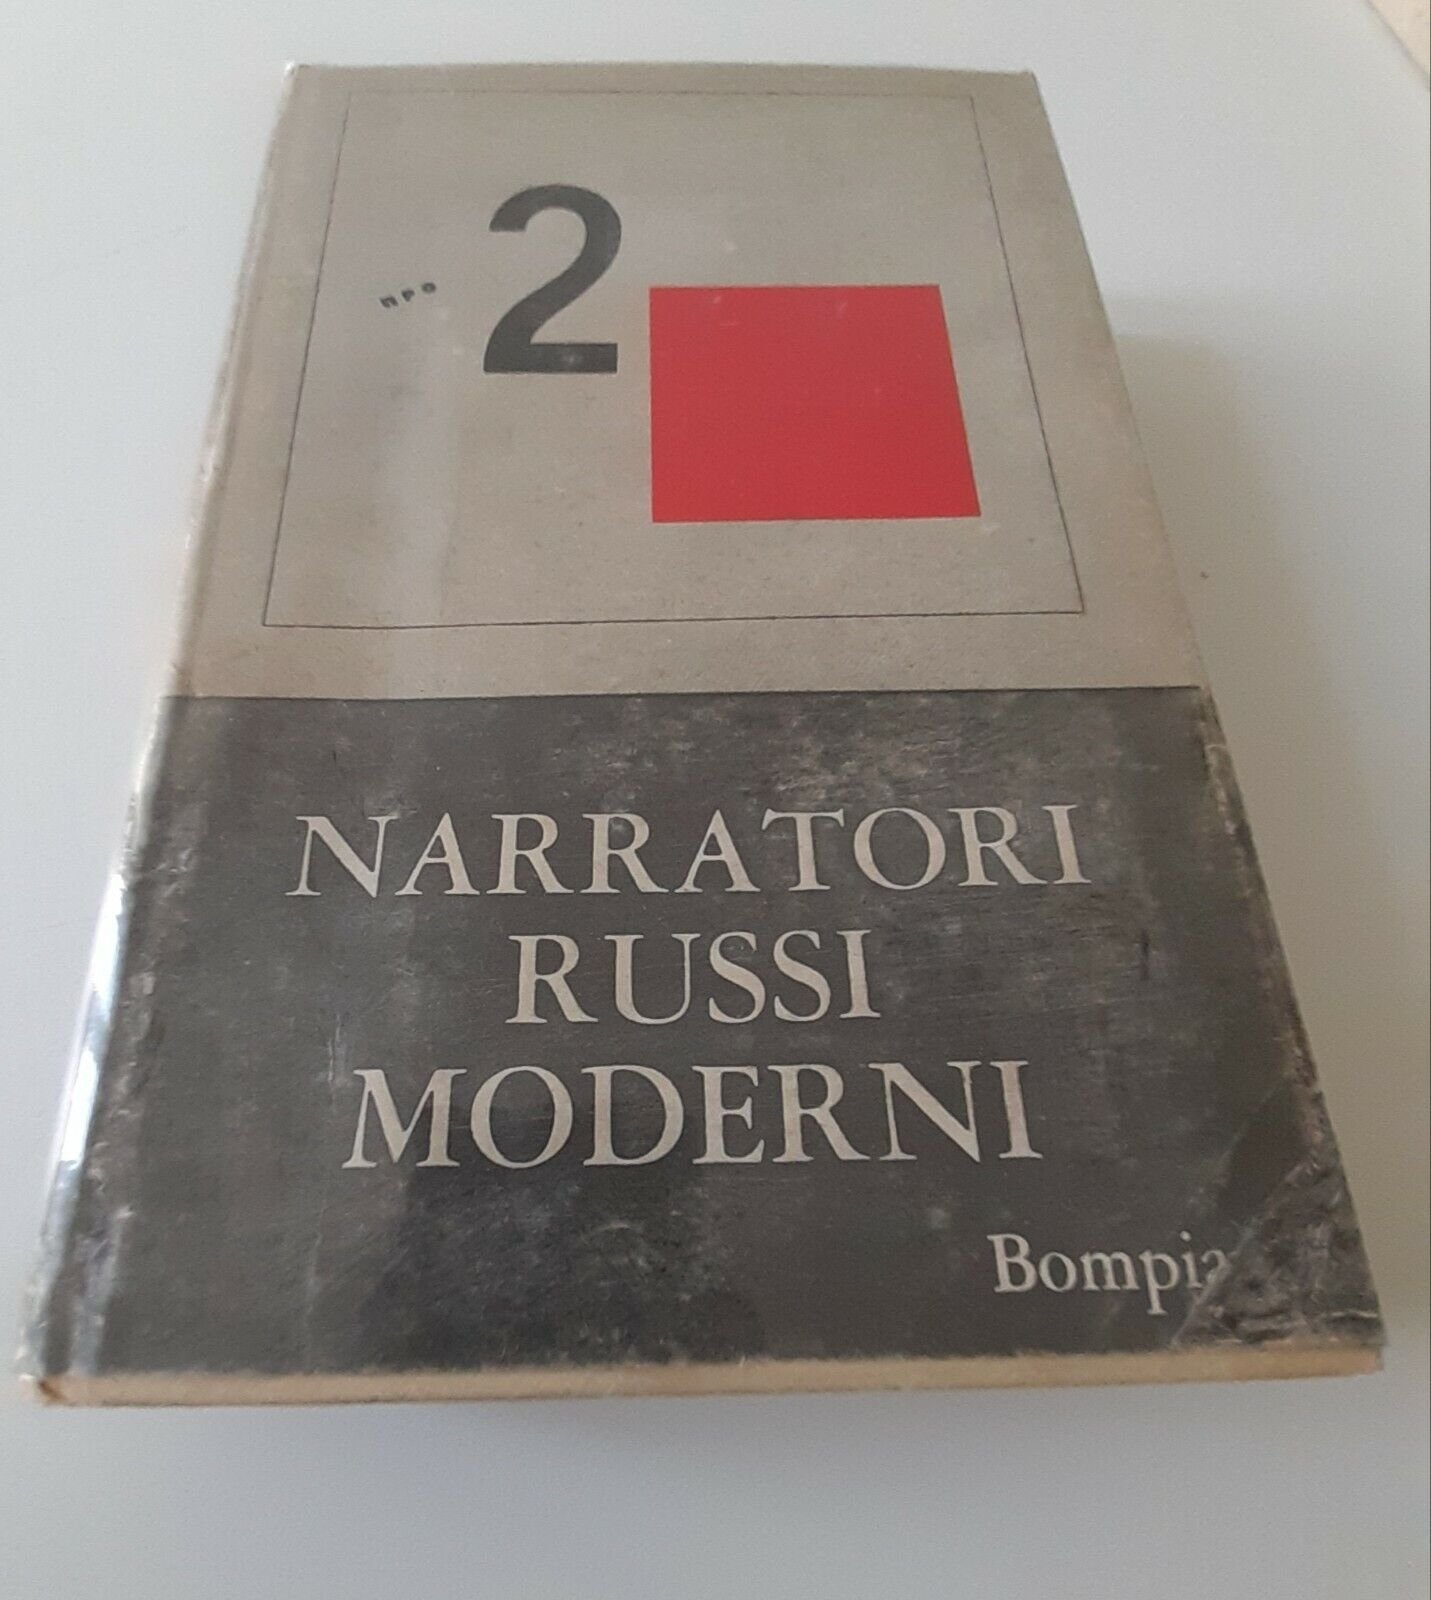 про 2
NARRATORI
RUSSI
MODERNI
Bompia